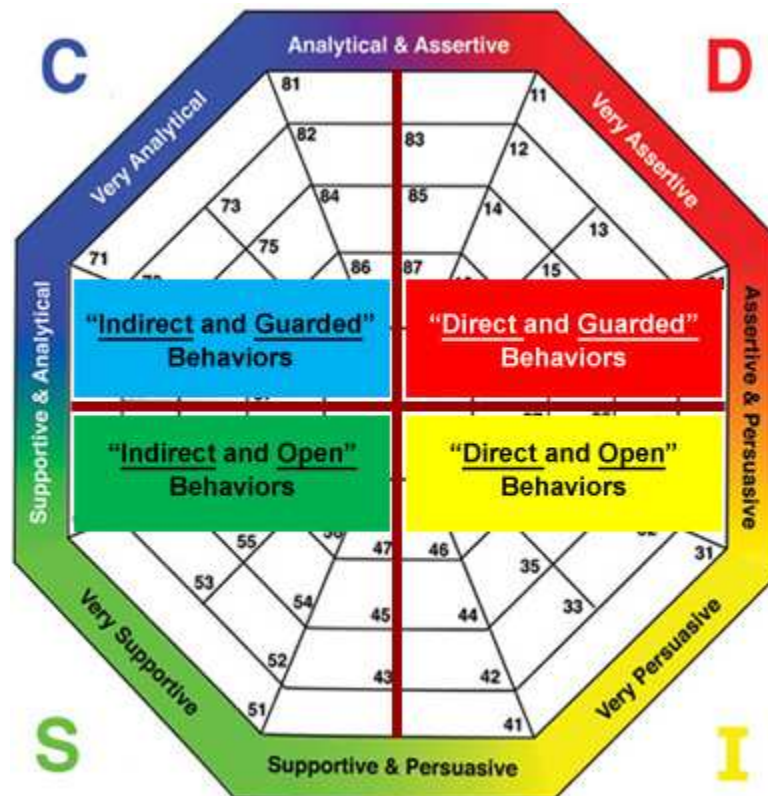 C
D
Analytical & Assertive
Very Analytical
Very Assertive
81
11
82
83
12
73
84
85
14
13
75
15
71
86
87
"Indirect and Guarded"
Behaviors
"Direct and Guarded"
Behaviors
Supportive & Analytical
Assertive & Persuasive
"Indirect and Open"
Behaviors
"Direct and Open"
Behaviors
55
47
46
35
31
53
54
45
44
33
52
43
42
51
41
Very Supportive
Very Persuasive
S
Supportive & Persuasive
I